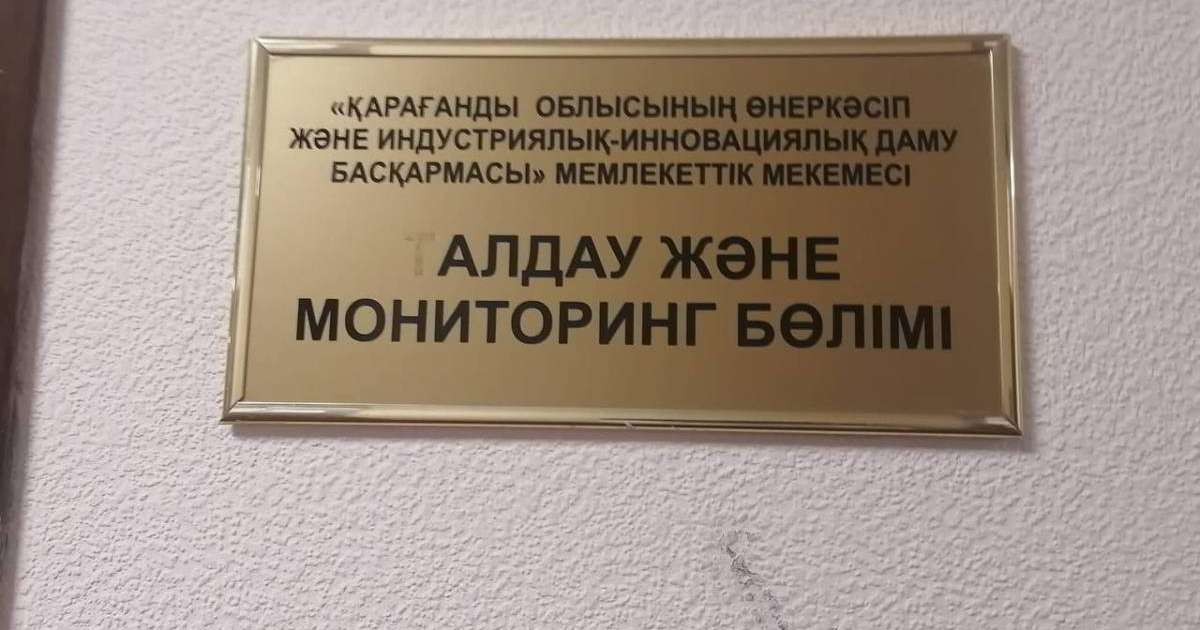 «ҚАРАҒАНДЫ ОБЛЫСЫНЫҢ ӨНЕРКӘСІП
ЖӘНЕ ИНДУСТРИЯЛЫҚ-ИННОВАЦИЯЛЫҚ ДАМУ
БАСҚАРМАСЫ» МЕМЛЕКЕТТІК МЕКЕМЕСІ
ТАЛДАУ ЖӘНЕ
МОНИТОРИНГ БӨЛІМІ